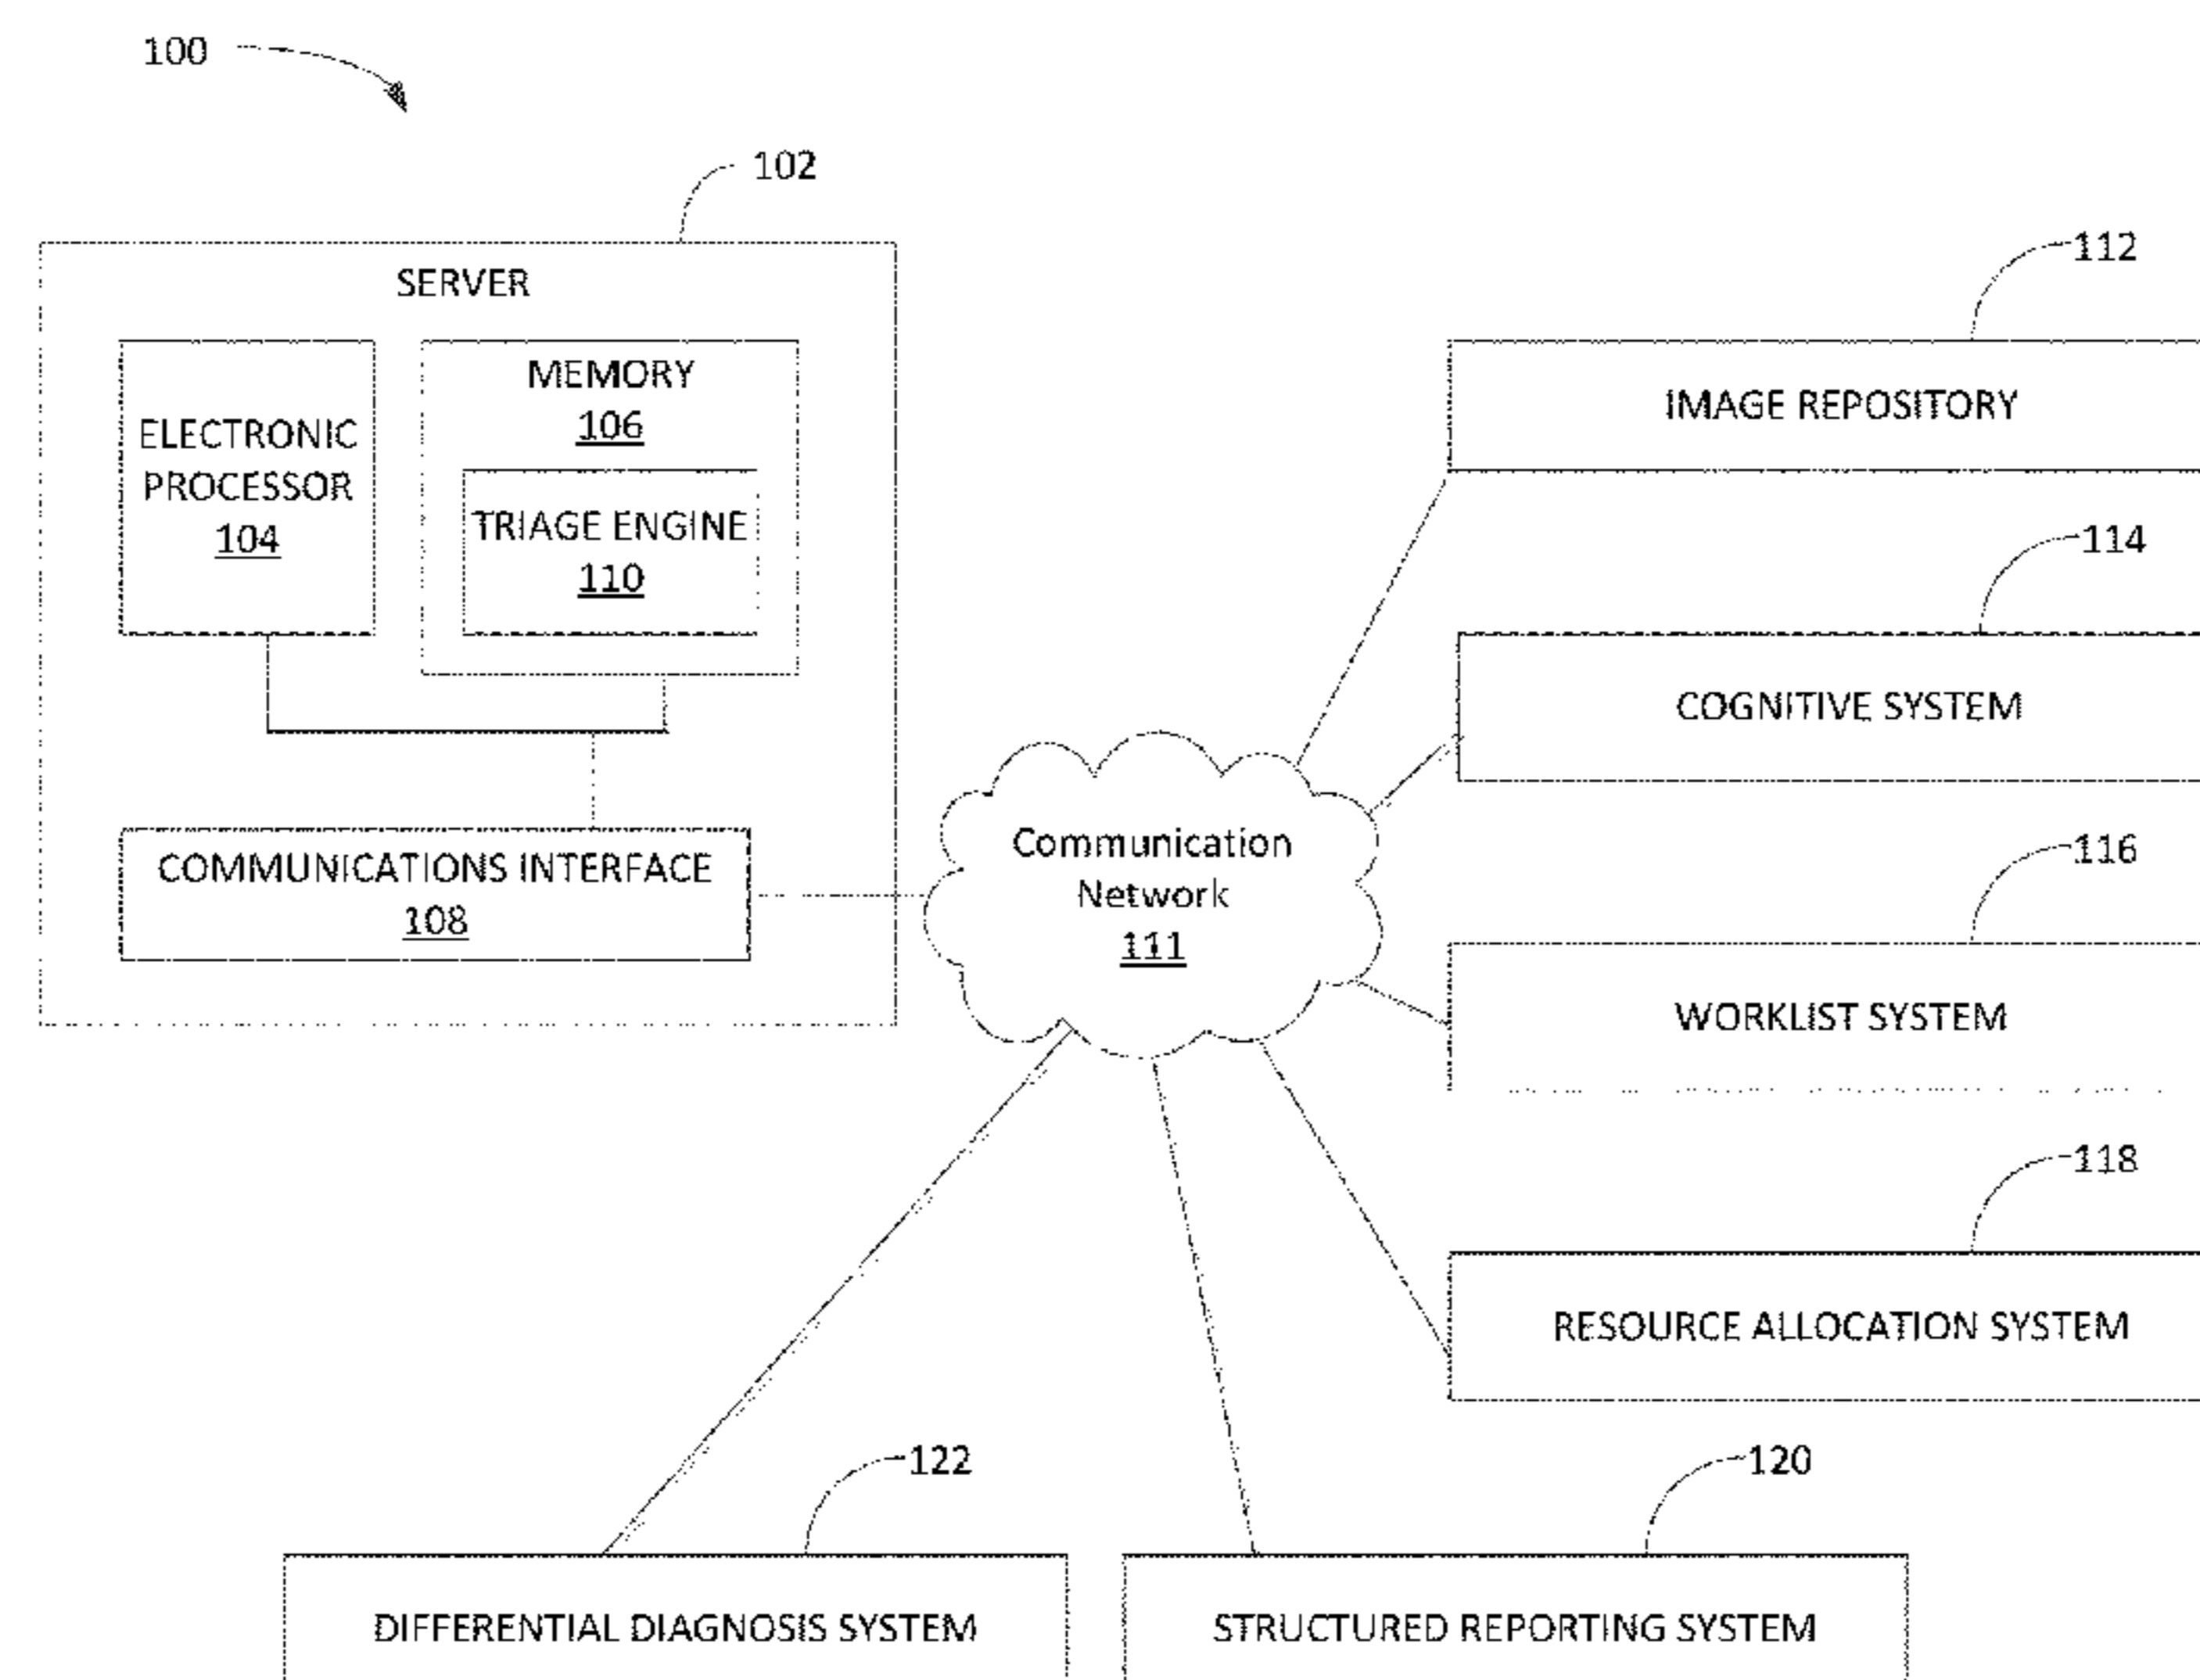 100
102
SERVER
ELECTRONIC
PROCESSOR
104
MEMORY
106
TRIAGE ENGINE
110
COMMUNICATIONS INTERFACE
108
Communication
Network
111
112
IMAGE REPOSITORY
114
COGNITIVE SYSTEM
116
WORKLIST SYSTEM
118
RESOURCE ALLOCATION SYSTEM
122
DIFFERENTIAL DIAGNOSIS SYSTEM
120
STRUCTURED REPORTING SYSTEM